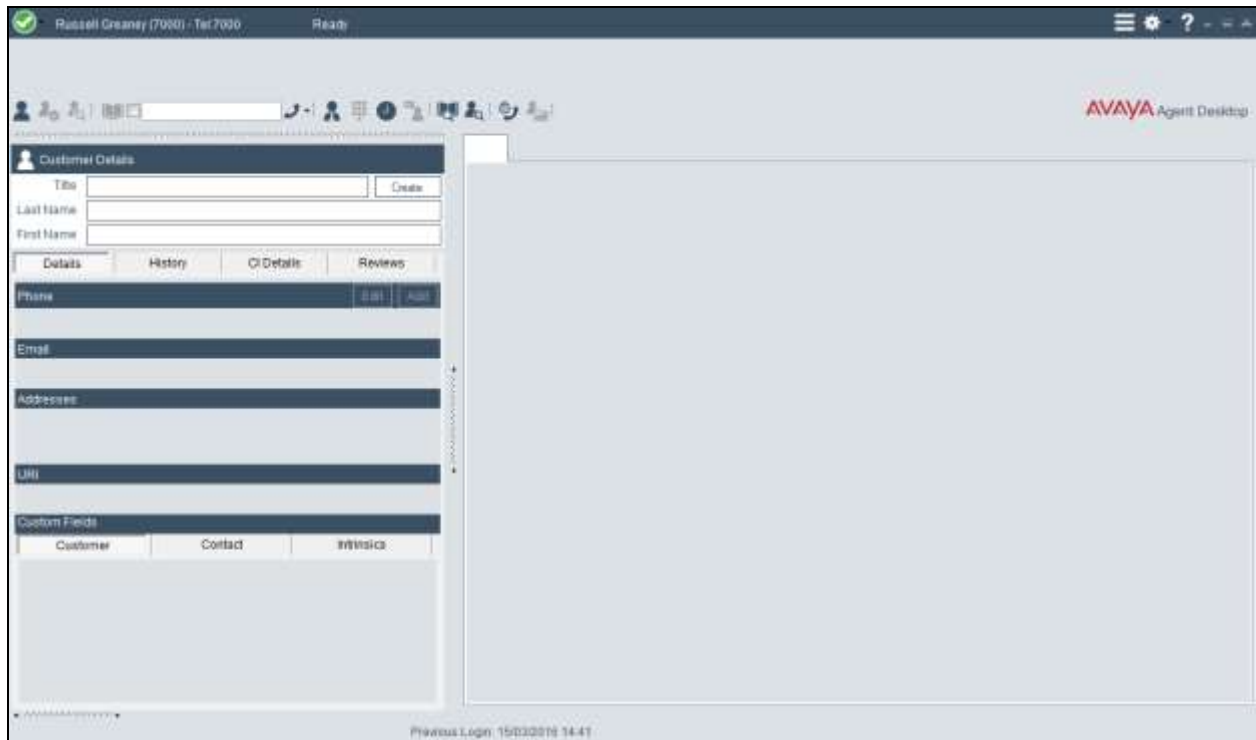 Russell Greaney (7000) - Tel:7000 Ready ?
AVAYA Agent Desktop
Customer Details
Title Create
Last Name
First Name
Details History CI Details Reviews
Phone Edit Add
Email
Addresses
URI
Custom Fields
Customer Contact Intrinsics
Previous Login: 15/03/2016 14:41